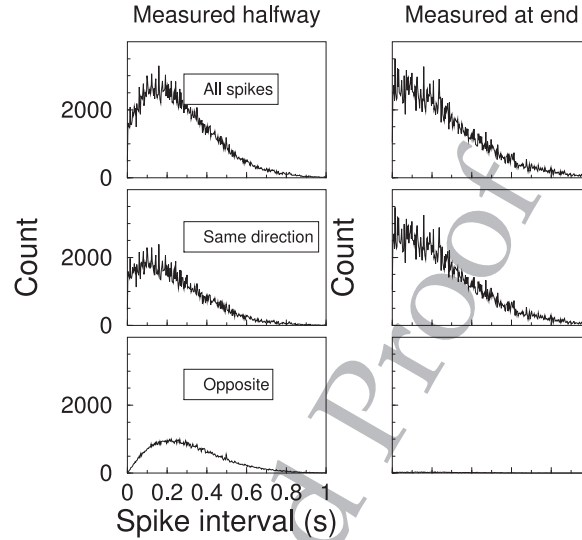 Measured halfway
Measured at end
All spikes
2000
0
Same direction
2000
0
Count
Count
Opposite
2000
0
0 0.2 0.4 0.6 0.8 1
Spike interval (s)
d Proof